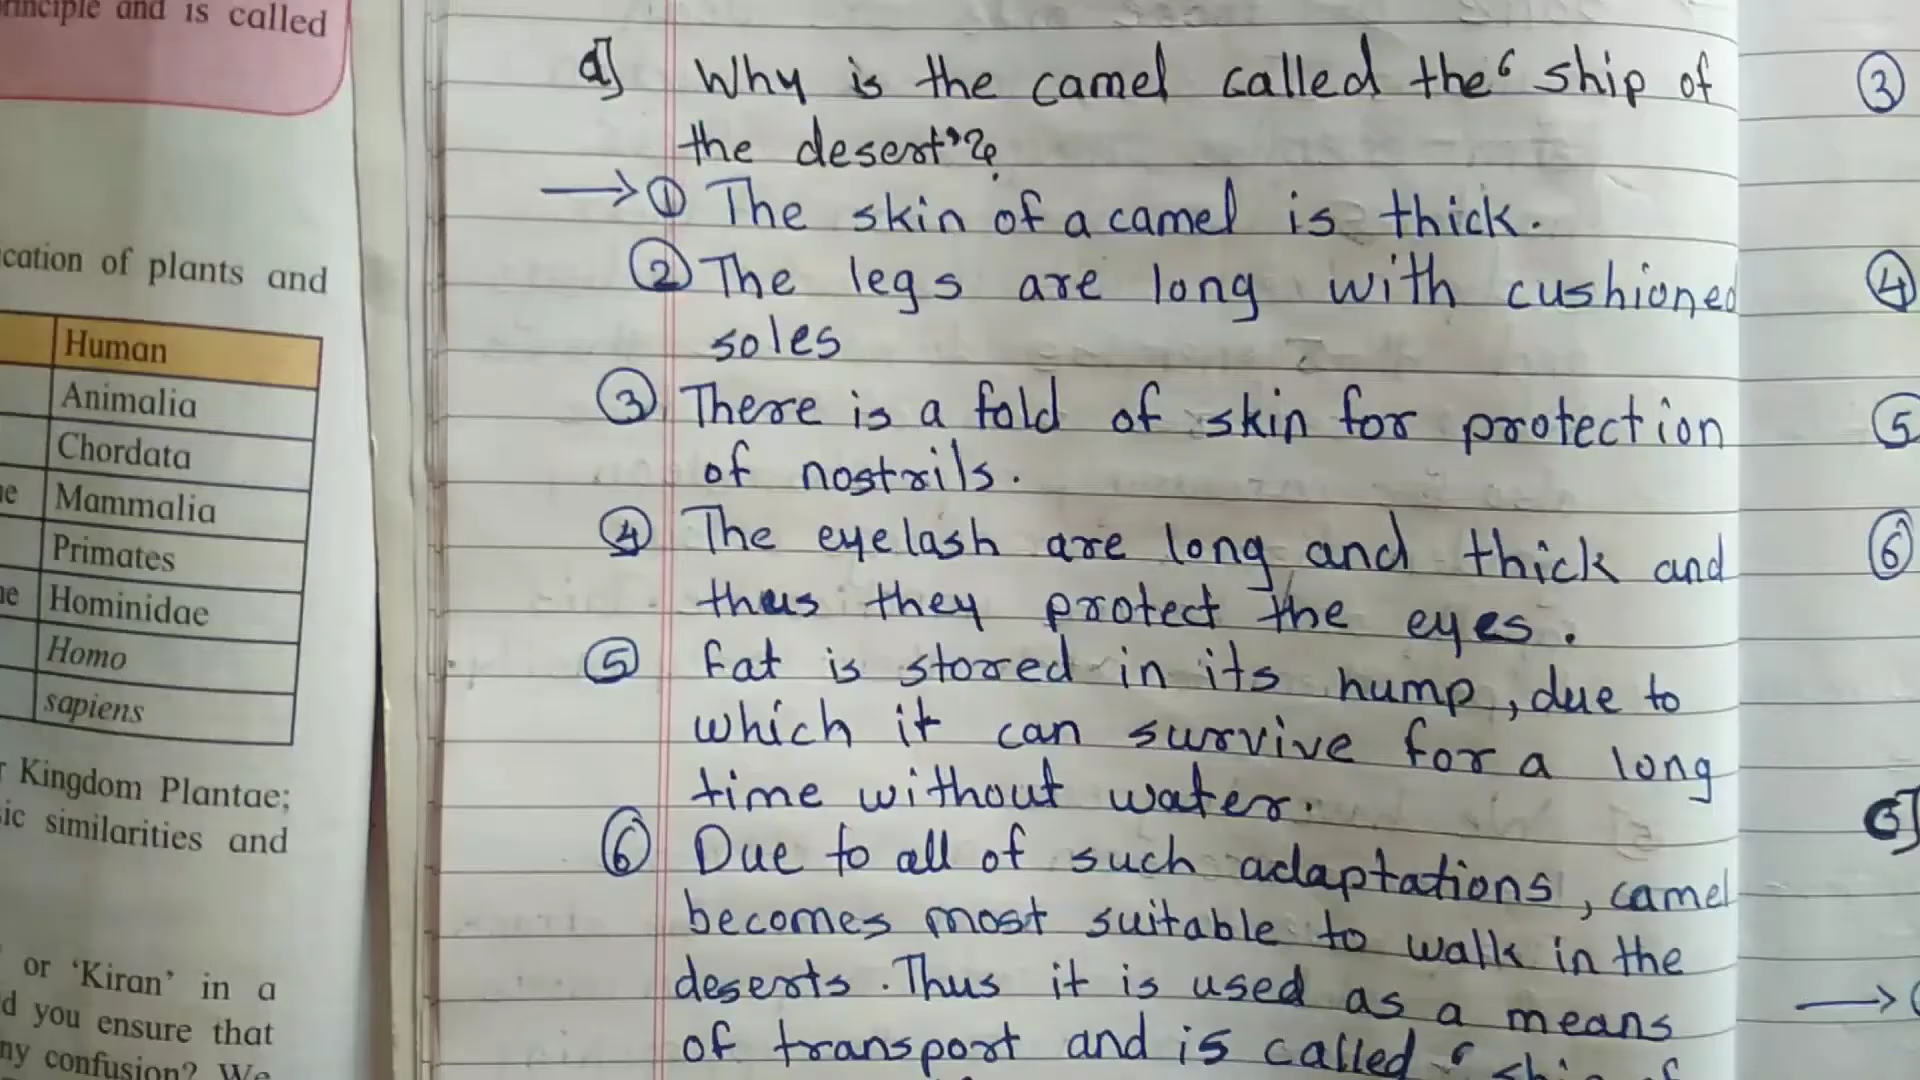 rinciple and is called
cation of plants and
Human
Animalia
Chordata
Mammalia
Primates
Hominidae
Homo
sapiens
Kingdom Plantae;
ic similarities and
or ‘Kiran’ in a
d you ensure that
ny confusion? We
d] Why is the camel called the ‘ ship of
the desert’?
→ ① The skin of a camel is thick.
② The legs are long with cushioned
soles
③ There is a fold of skin for protection
of nostrils.
④ The eyelash are long and thick and
thus they protect the eyes.
⑤ Fat is stored in its hump, due to
which it can survive for a long
time without water.
⑥ Due to all of such adaptations, camel
becomes most suitable to walk in the
deserts. Thus it is used as a means
of transport and is called ‘ ship of
③
④
⑤
⑥
→